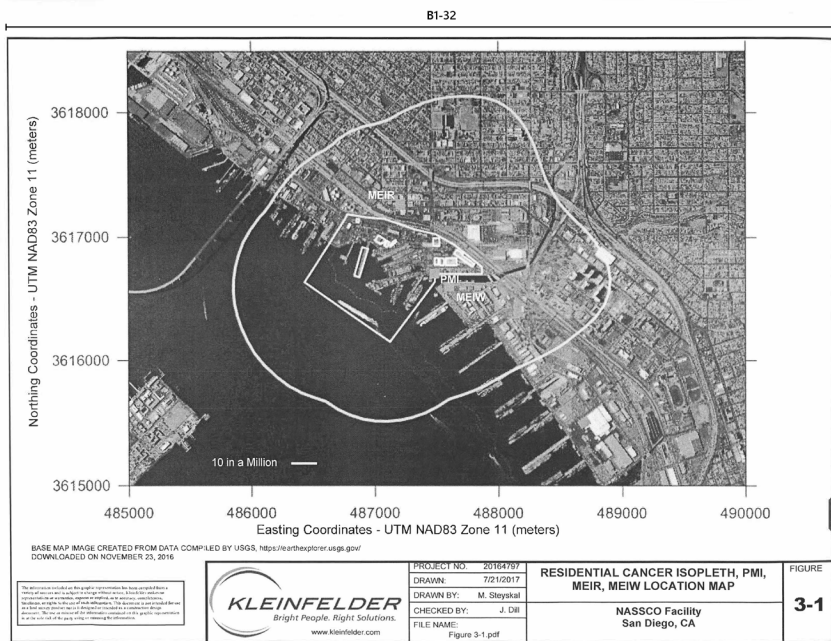 B1-32
Northing Coordinates - UTM NAD83 Zone 11 (meters)
3618000
3617000
3616000
3615000
MEIR
PMI
MEIW
10 in a Million
485000
486000
487000
488000
489000
490000
Easting Coordinates - UTM NAD83 Zone 11 (meters)
BASE MAP IMAGE CREATED FROM DATA COMPILED BY USGS, https://earthexplorer.usgs.gov/
DOWNLOADED ON NOVEMBER 23, 2016
KLEINFELDER
Bright People. Right Solutions.
www.kleinfelder.com
PROJECT NO. 20164797
DRAWN: 7/21/2017
DRAWN BY: M. Steyskal
CHECKED BY: J. Dill
FILE NAME:
Figure 3-1.pdf
RESIDENTIAL CANCER ISOPLETH, PMI,
MEIR, MEIW LOCATION MAP
NASSCO Facility
San Diego, CA
FIGURE
3-1